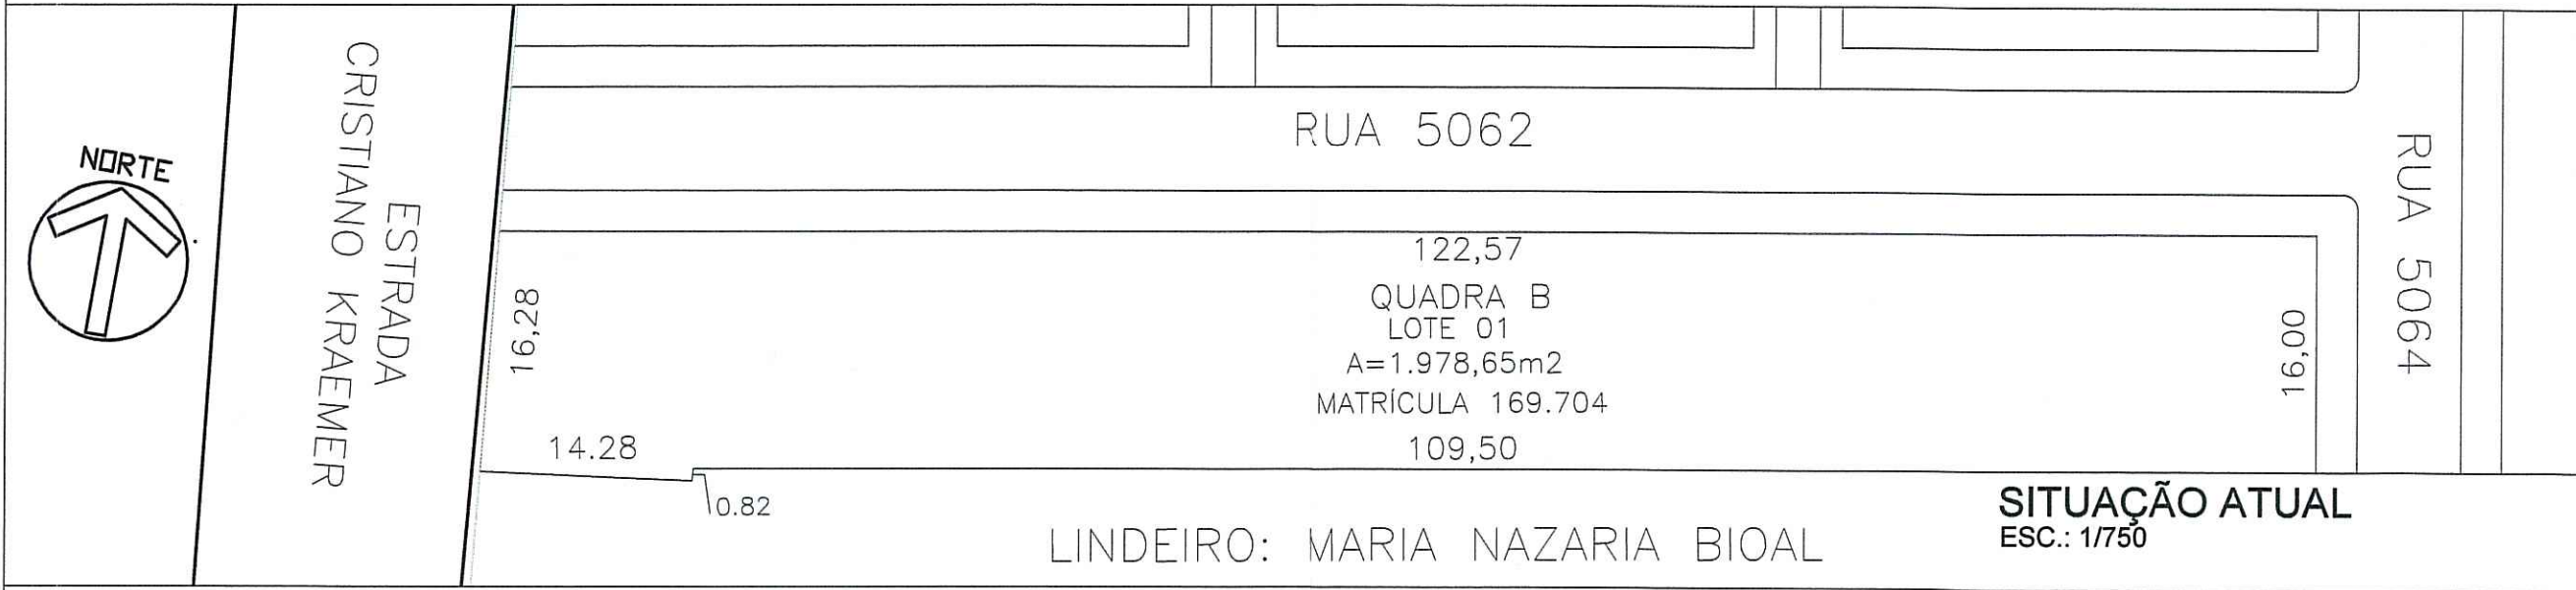 NORTE
ESTRADA
CRISTIANO KRAEMER
RUA 5062
RUA 5064
122,57
QUADRA B
LOTE 01
A=1.978,65m2
MATRÍCULA 169.704
109,50
16,28
14.28
0.82
16,00
LINDEIRO: MARIA NAZARIA BIOAL
SITUAÇÃO ATUAL
ESC.: 1/750